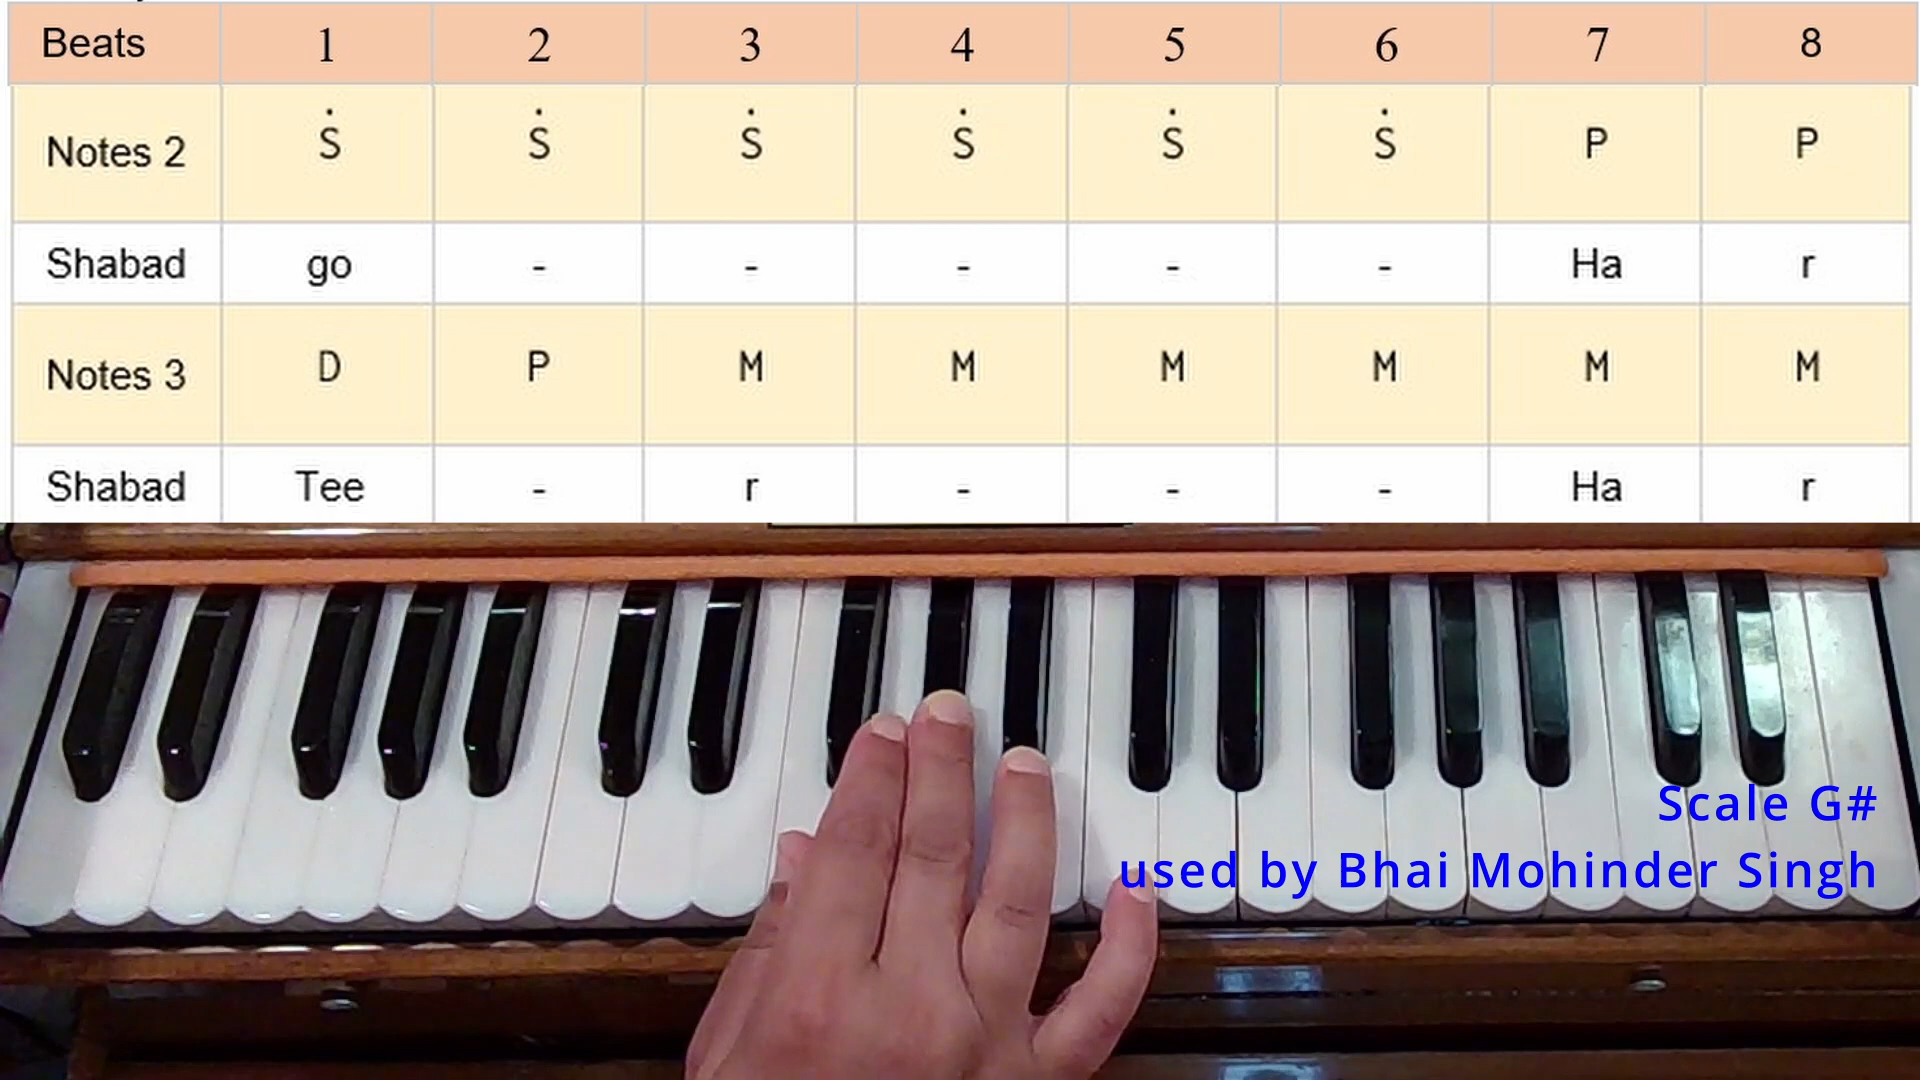 Beats 1 2 3 4 5 6 7 8
Notes 2 Ṡ Ṡ Ṡ Ṡ Ṡ Ṡ P P
Shabad go - - - - - Ha r
Notes 3 D P M M M M M M
Shabad Tee - r - - - Ha r
Scale G#
used by Bhai Mohinder Singh